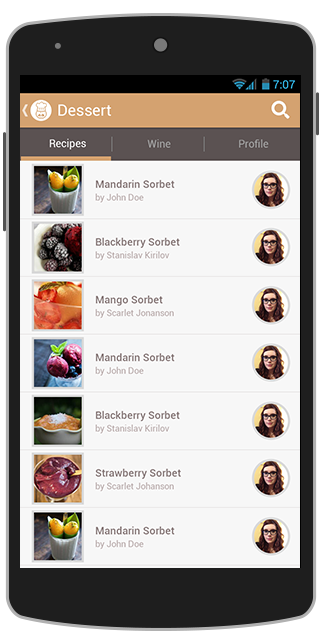 7:07
Dessert
Recipes
Wine
Profile
Mandarin Sorbet
by John Doe
Blackberry Sorbet
by Stanislav Kirilov
Mango Sorbet
by Scarlet Jonanson
Mandarin Sorbet
by John Doe
Blackberry Sorbet
by Stanislav Kirilov
Strawberry Sorbet
by Scarlet Johanson
Mandarin Sorbet
by John Doe